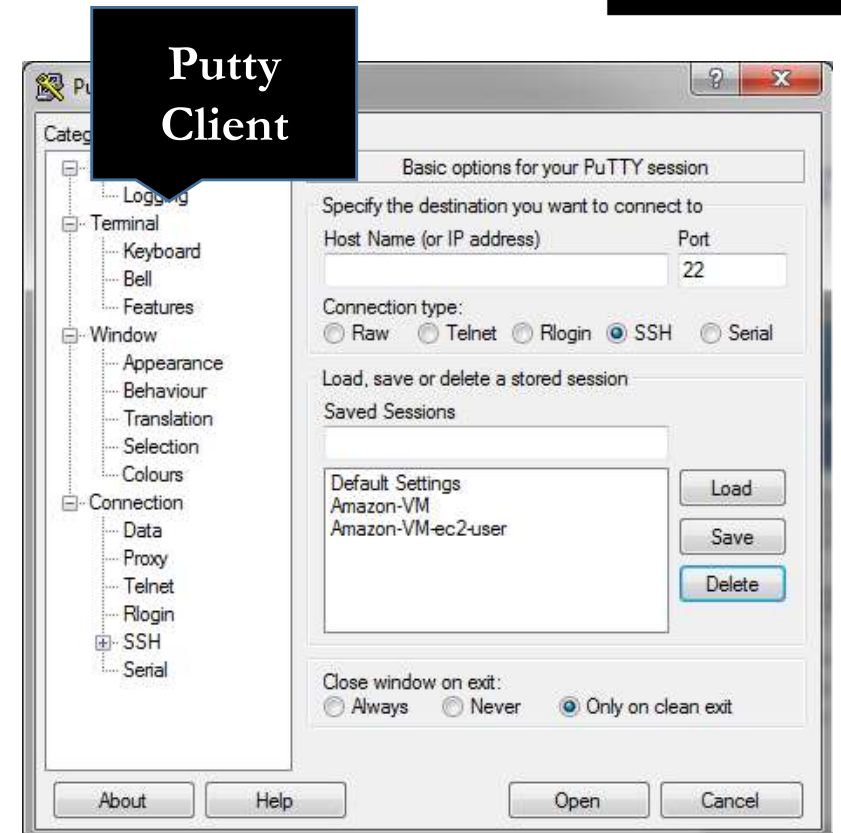 Putty
Client
Pu
Categ
Logging
Terminal
Keyboard
Bell
Features
Window
Appearance
Behaviour
Translation
Selection
Colours
Connection
Data
Proxy
Telnet
Rlogin
SSH
Serial
Basic options for your PuTTY session
Specify the destination you want to connect to
Host Name (or IP address) Port
22
Connection type:
Raw Telnet Rlogin SSH Serial
Load, save or delete a stored session
Saved Sessions
Default Settings
Amazon-VM
Amazon-VM-ec2-user
Load
Save
Delete
Close window on exit:
Always Never Only on clean exit
About Help Open Cancel